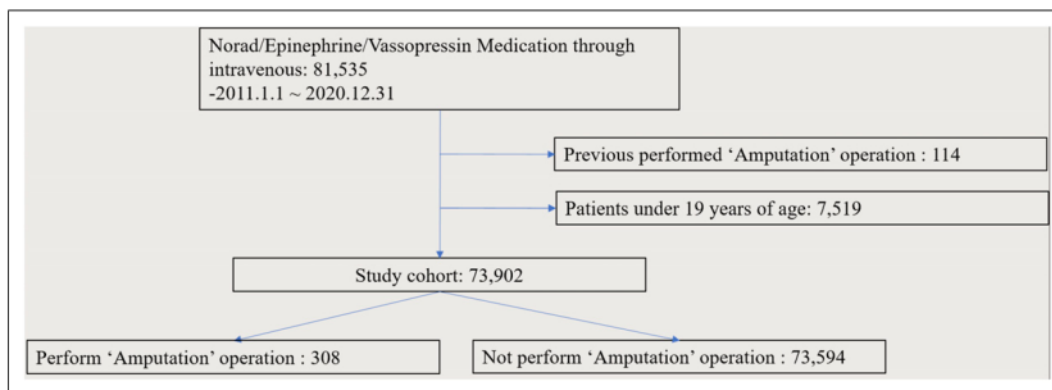 Norad/Epinephrine/Vassopressin Medication through
intravenous: 81,535
-2011.1.1 ~ 2020.12.31
Previous performed ‘Amputation’ operation : 114
Patients under 19 years of age: 7,519
Study cohort: 73,902
Perform ‘Amputation’ operation : 308
Not perform ‘Amputation’ operation : 73,594